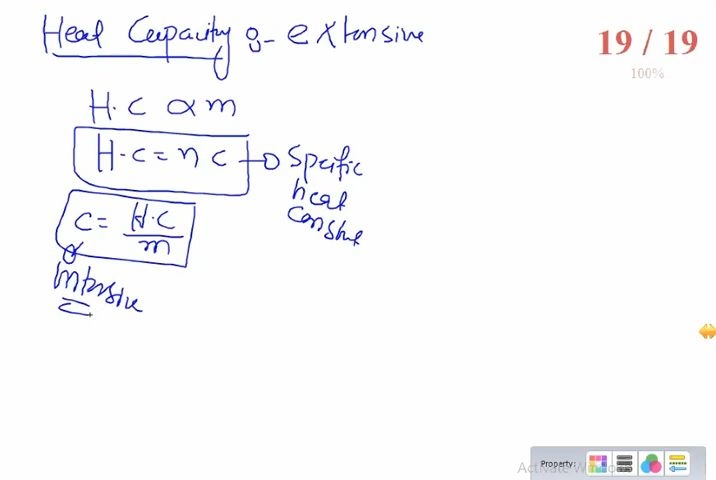 Heat Capacity :- extensive
19 / 19
100%
H.C ∝ m
H.C = m c → Specific
heat
constant
c = H.C / m
intensive
Property: